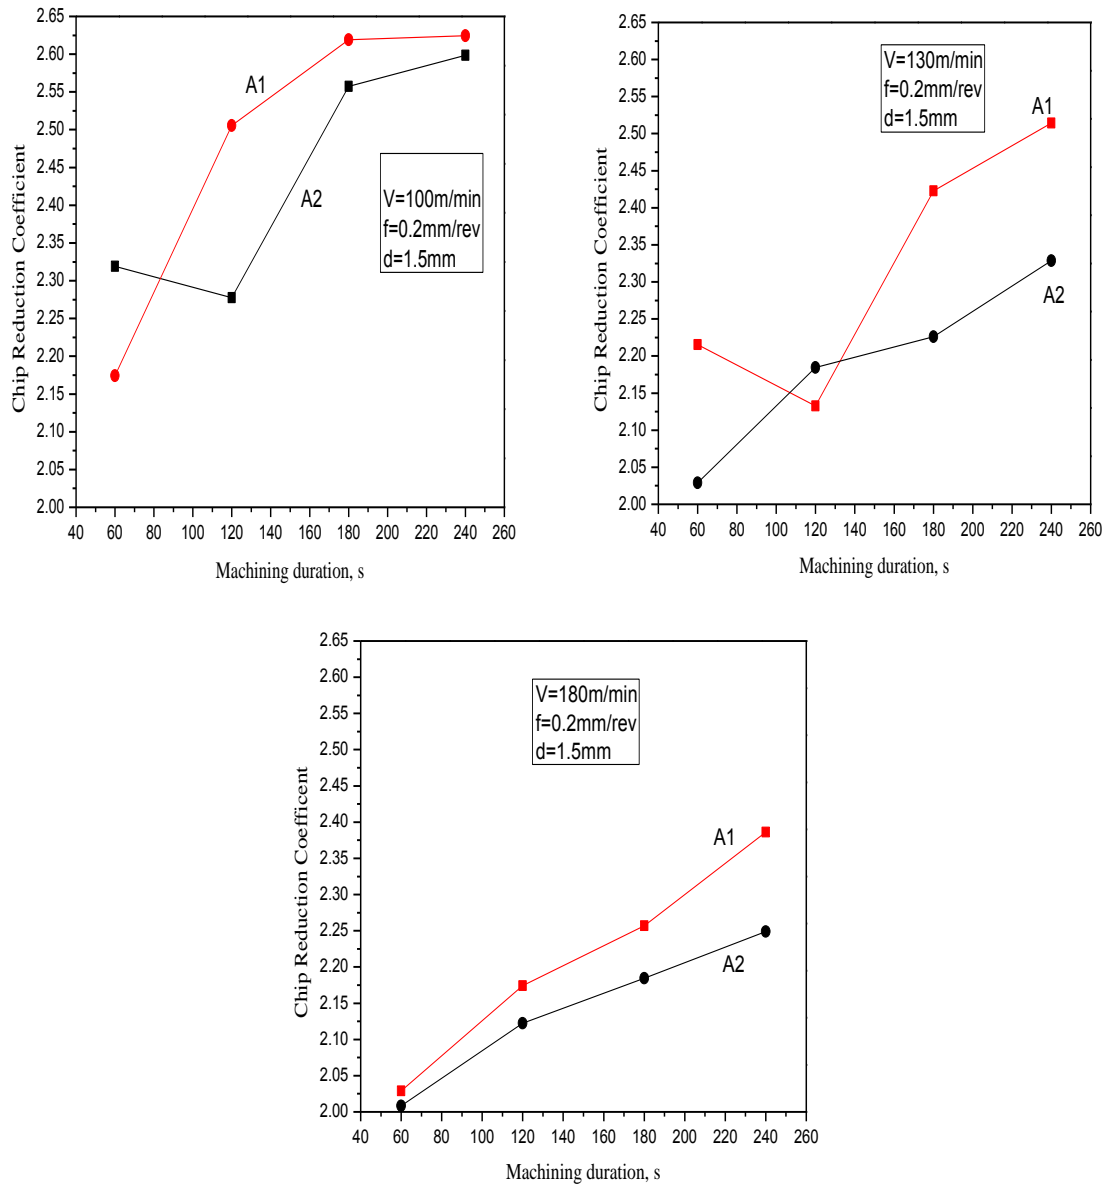 2.65
2.60
2.55
2.50
2.45
2.40
2.35
2.30
2.25
2.20
2.15
2.10
2.05
2.00
Chip Reduction Coefficient
A1
A2
V=100m/min
f=0.2mm/rev
d=1.5mm
40 60 80 100 120 140 160 180 200 220 240 260
Machining duration, s
2.65
2.60
2.55
2.50
2.45
2.40
2.35
2.30
2.25
2.20
2.15
2.10
2.05
2.00
Chip Reduction Coefficient
V=130m/min
f=0.2mm/rev
d=1.5mm
A1
A2
40 60 80 100 120 140 160 180 200 220 240 260
Machining duration, s
2.65
2.60
2.55
2.50
2.45
2.40
2.35
2.30
2.25
2.20
2.15
2.10
2.05
2.00
Chip Reduction Coefficent
V=180m/min
f=0.2mm/rev
d=1.5mm
A1
A2
40 60 80 100 120 140 160 180 200 220 240 260
Machining duration, s